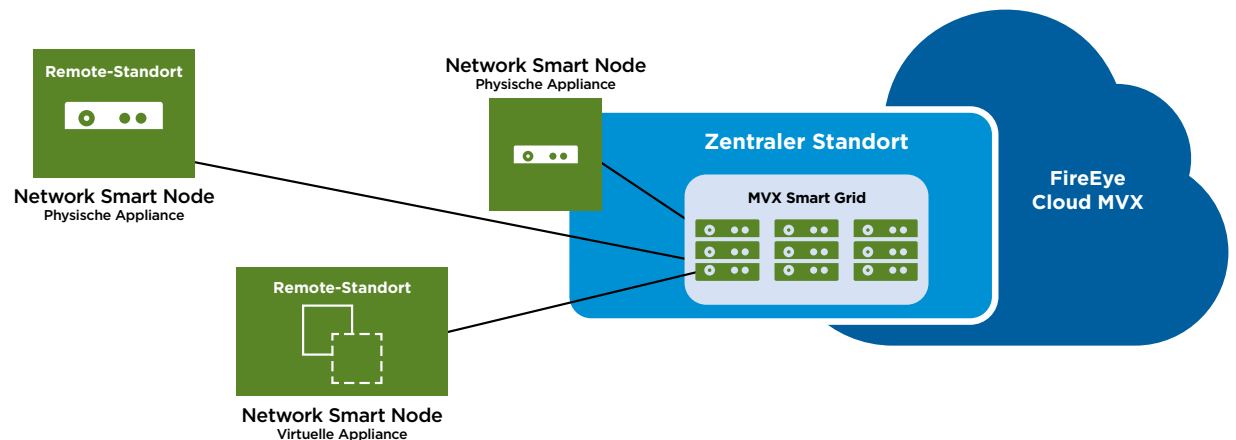 Remote-Standort
Network Smart Node
Physische Appliance
Network Smart Node
Physische Appliance
Zentraler Standort
MVX Smart Grid
FireEye
Cloud MVX
Remote-Standort
Network Smart Node
Virtuelle Appliance